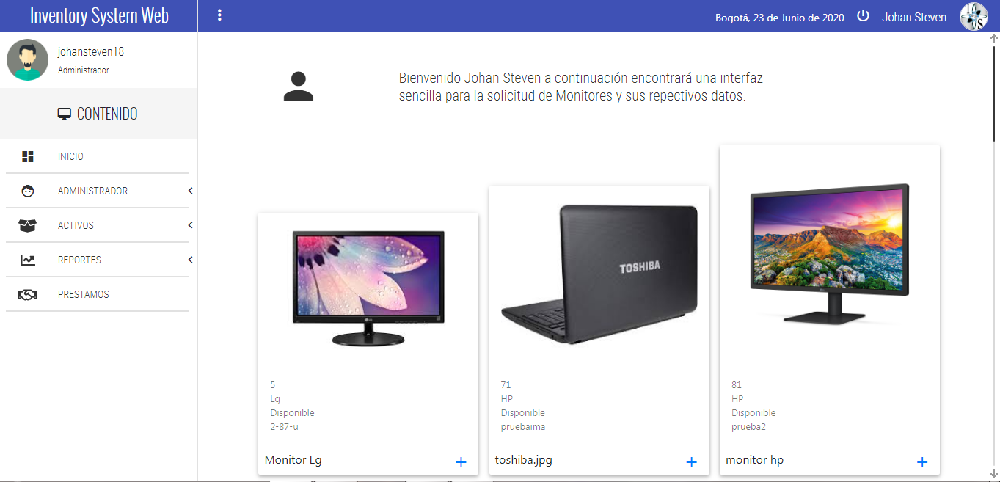 Inventory System Web
Bogotá, 23 de Junio de 2020
Johan Steven
johansteven18
Administrador
CONTENIDO
INICIO
ADMINISTRADOR
ACTIVOS
REPORTES
PRESTAMOS
Bienvenido Johan Steven a continuación encontrará una interfaz
sencilla para la solicitud de Monitores y sus repectivos datos.
5
Lg
Disponible
2-87-u
Monitor Lg
TOSHIBA
71
HP
Disponible
pruebaima
toshiba.jpg
81
HP
Disponible
prueba2
monitor hp